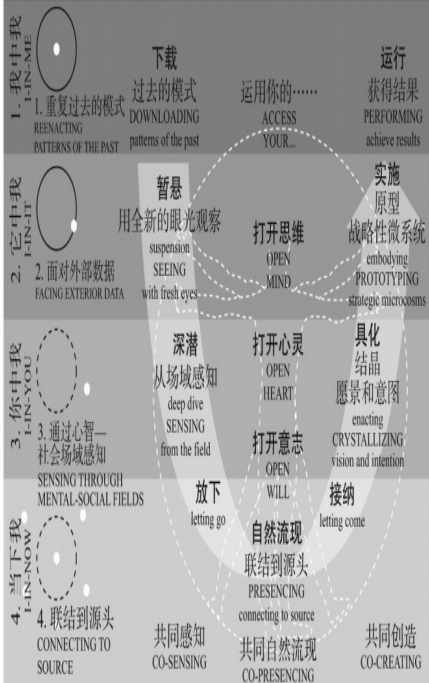 1. 我中我
I-IN-ME
1. 重复过去的模式
REENACTING
PATTERNS OF THE PAST
下载
过去的模式
DOWNLOADING
patterns of the past
运用你的……
ACCESS
YOUR...
运行
获得结果
PERFORMING
achieve results
2. 它中我
I-IN-IT
2. 面对外部数据
FACING EXTERIOR DATA
暂悬
用全新的眼光观察
suspension
SEEING
with fresh eyes
打开思维
OPEN
MIND
实施
原型
战略性微系统
embodying
PROTOTYPING
strategic microcosms
3. 你中我
I-IN-YOU
3. 通过心智—
社会场域感知
SENSING THROUGH
MENTAL-SOCIAL FIELDS
深潜
从场域感知
deep dive
SENSING
from the field
打开心灵
OPEN
HEART
具化
结晶
愿景和意图
enacting
CRYSTALLIZING
vision and intention
打开意志
OPEN
WILL
放下
letting go
接纳
letting come
4. 当下我
I-IN-NOW
4. 联结到源头
CONNECTING TO
SOURCE
自然流现
联结到源头
PRESENCING
connecting to source
共同感知
CO-SENSING
共同自然流现
CO-PRESENCING
共同创造
CO-CREATING